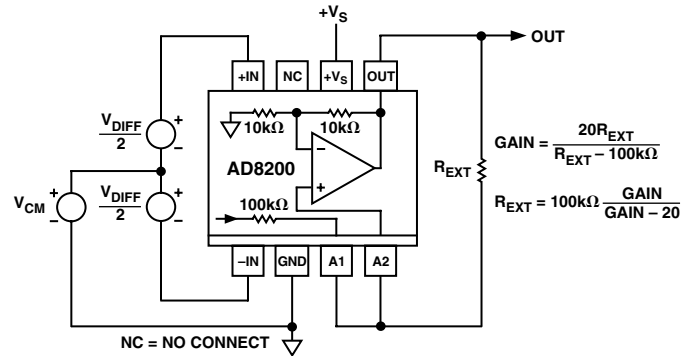 +V_S
OUT
+IN
NC
+V_S
OUT
10kΩ
10kΩ
V_DIFF
2
+
–
+
–
AD8200
–
+
100kΩ
V_CM
+
–
V_DIFF
2
+
–
R_EXT
GAIN = 20R_EXT / R_EXT – 100kΩ
R_EXT = 100kΩ GAIN / GAIN – 20
–IN
GND
A1
A2
NC = NO CONNECT